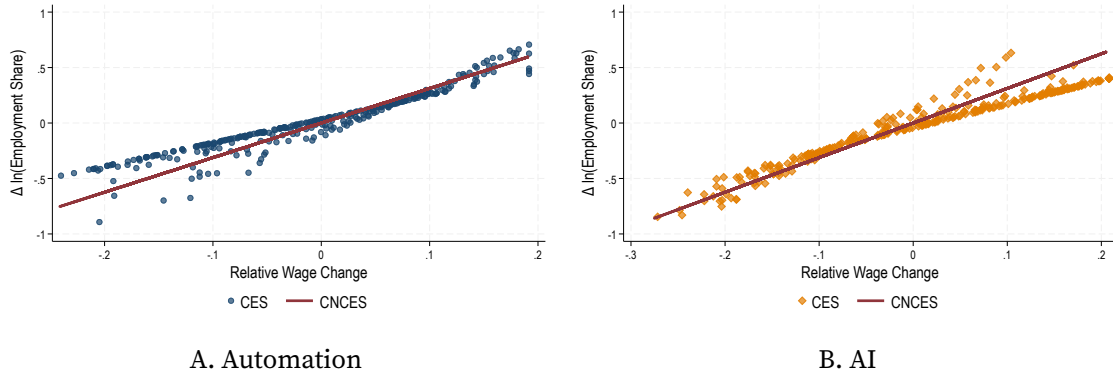 Δ ln(Employment Share)
1
.5
0
-.5
-1
-.2
-.1
0
.1
.2
Relative Wage Change
CES
CNCES
A. Automation
Δ ln(Employment Share)
1
.5
0
-.5
-1
-.3
-.2
-.1
0
.1
.2
Relative Wage Change
CES
CNCES
B. AI